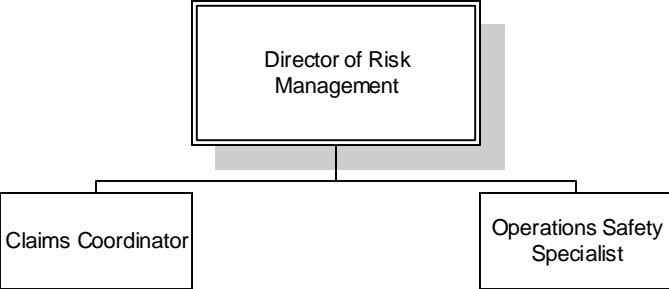 Director of Risk
Management
Claims Coordinator
Operations Safety
Specialist